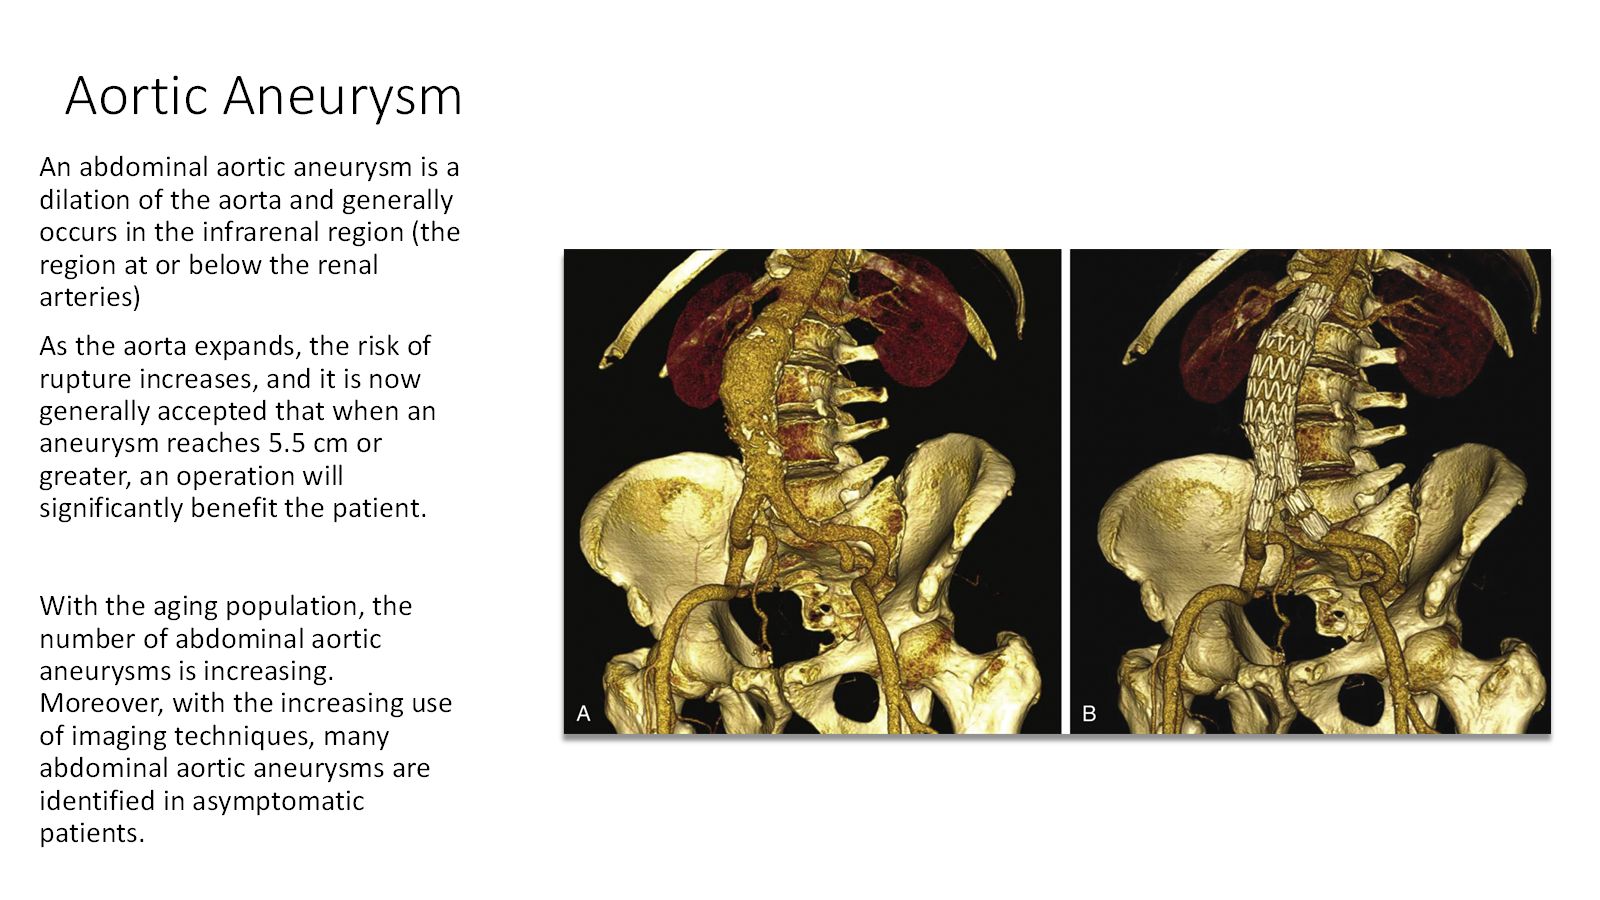 Aortic Aneurysm
An abdominal aortic aneurysm is a
dilation of the aorta and generally
occurs in the infrarenal region (the
region at or below the renal
arteries)
As the aorta expands, the risk of
rupture increases, and it is now
generally accepted that when an
aneurysm reaches 5.5 cm or
greater, an operation will
significantly benefit the patient.
With the aging population, the
number of abdominal aortic
aneurysms is increasing.
Moreover, with the increasing use
of imaging techniques, many
abdominal aortic aneurysms are
identified in asymptomatic
patients.
A
B